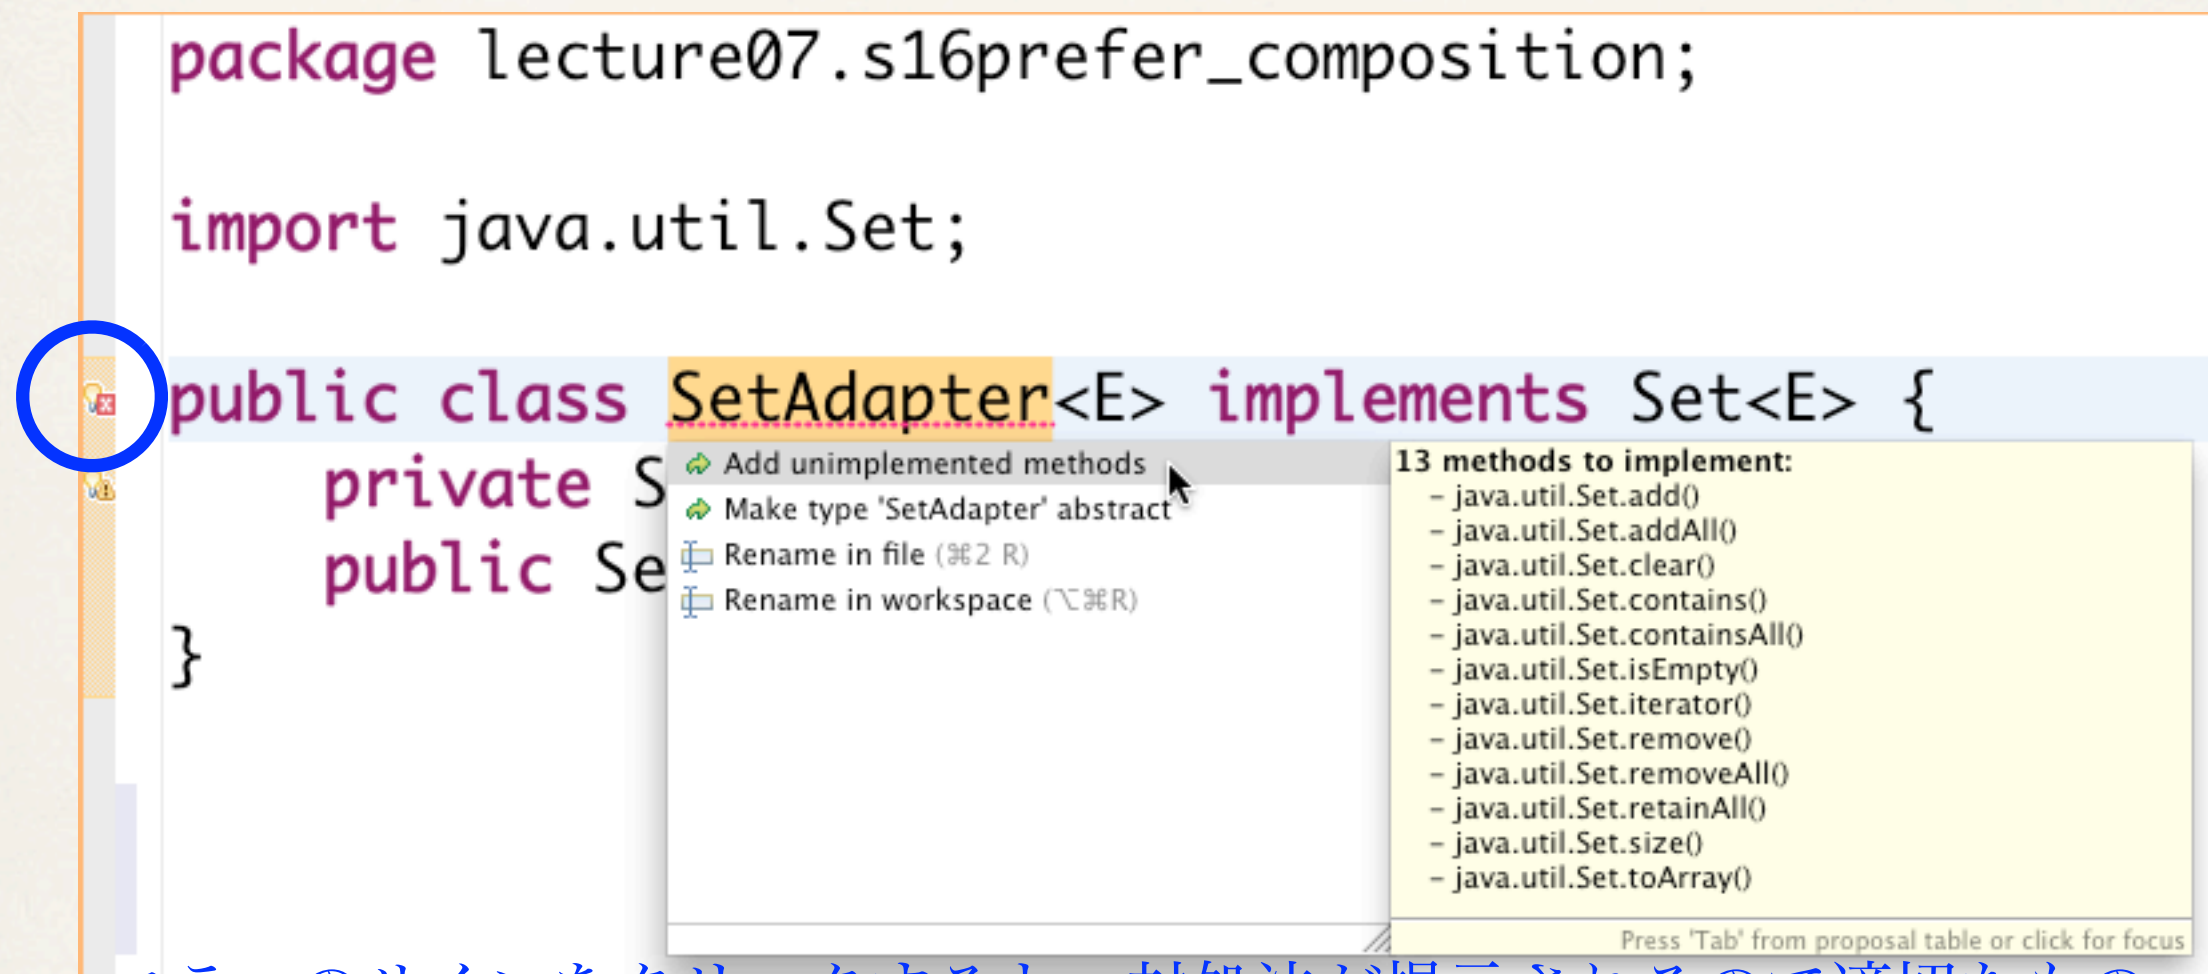 package lecture07.s16prefer_composition;
import java.util.Set;
public class SetAdapter<E> implements Set<E> {
private S
public Se
}
Add unimplemented methods
Make type 'SetAdapter' abstract
Rename in file (⌘2 R)
Rename in workspace (⌥⌘R)
13 methods to implement:
- java.util.Set.add()
- java.util.Set.addAll()
- java.util.Set.clear()
- java.util.Set.contains()
- java.util.Set.containsAll()
- java.util.Set.isEmpty()
- java.util.Set.iterator()
- java.util.Set.remove()
- java.util.Set.removeAll()
- java.util.Set.retainAll()
- java.util.Set.size()
- java.util.Set.toArray()
Press 'Tab' from proposal table or click for focus